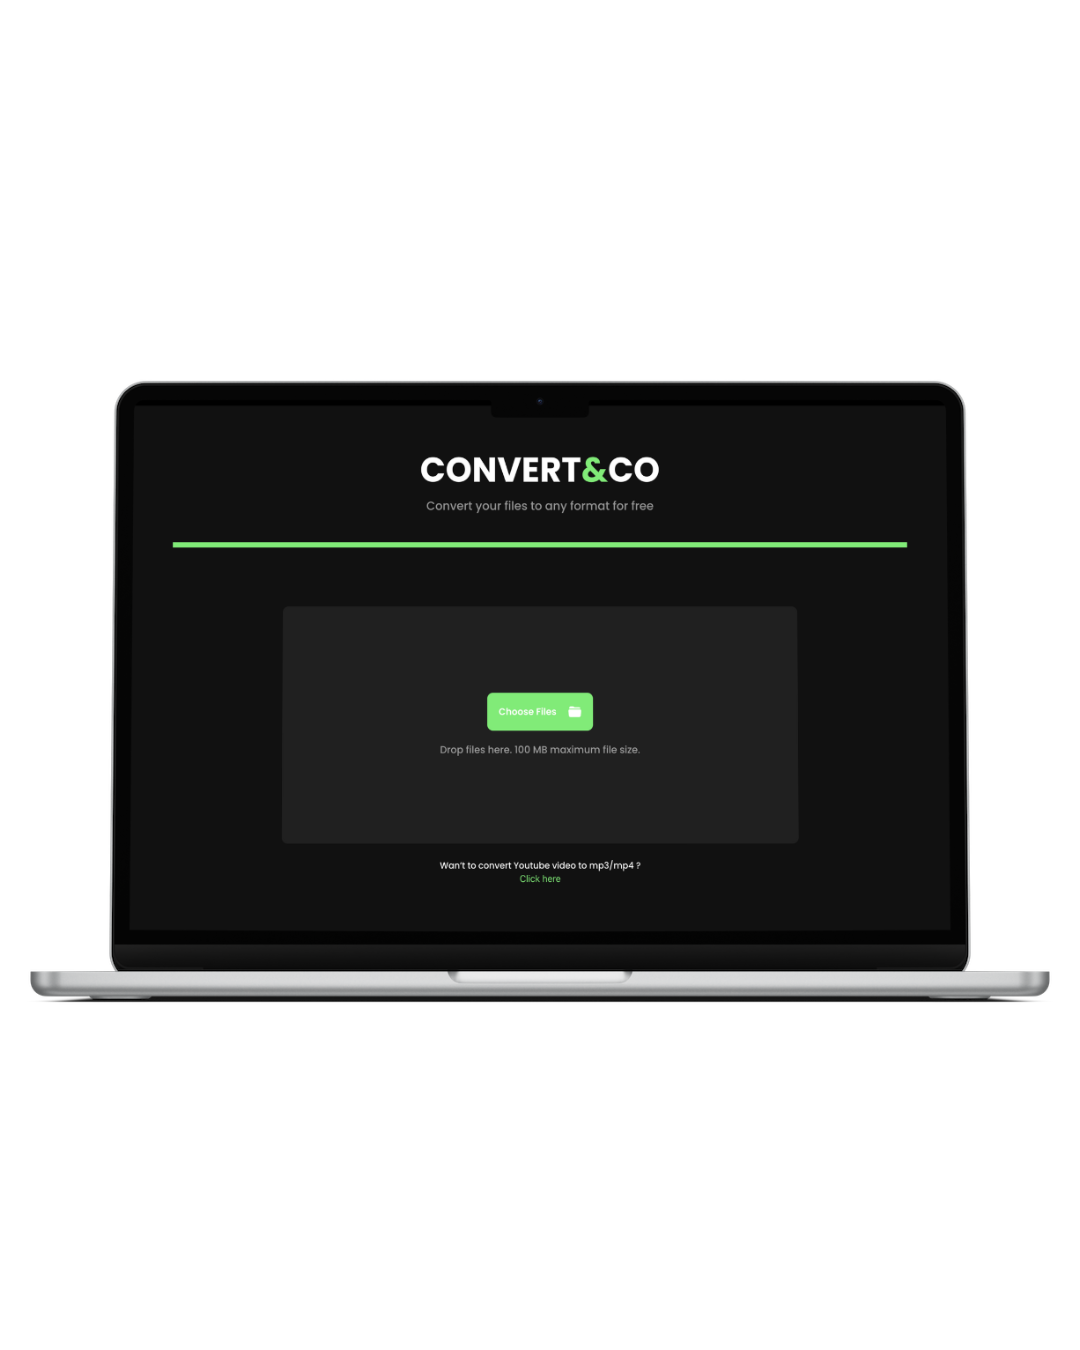 CONVERT&CO
Convert your files to any format for free
Choose Files
Drop files here. 100 MB maximum file size.
Wan't to convert Youtube video to mp3/mp4 ?
Click here